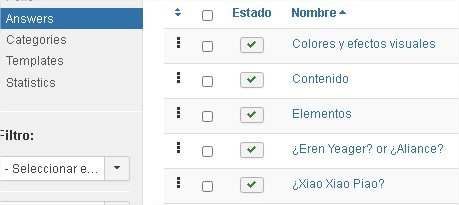 Answers
Categories
Templates
Statistics
Filtro:
- Seleccionar e...
Estado Nombre
Colores y efectos visuales
Contenido
Elementos
¿Eren Yeager? or ¿Aliance?
¿Xiao Xiao Piao?